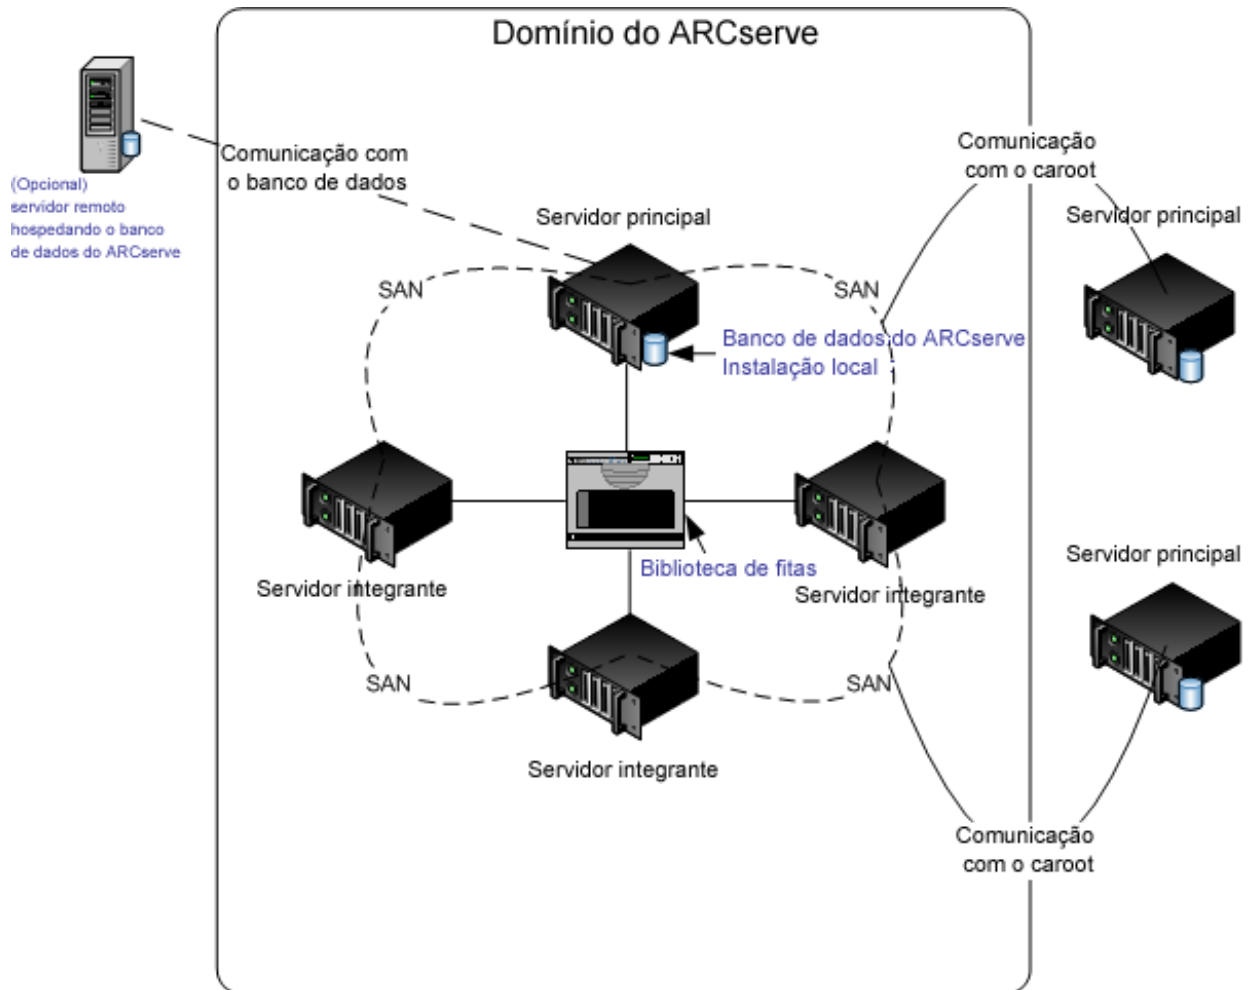 Domínio do ARCserve
Comunicação com
o banco de dados
(Opcional)
servidor remoto
hospedando o banco
de dados do ARCserve
Comunicação
com o caroot
Servidor principal
Servidor principal
SAN
SAN
Banco de dados do ARCserve
Instalação local
Servidor principal
Biblioteca de fitas
Servidor integrante
Servidor integrante
SAN
SAN
Servidor integrante
Comunicação
com o caroot